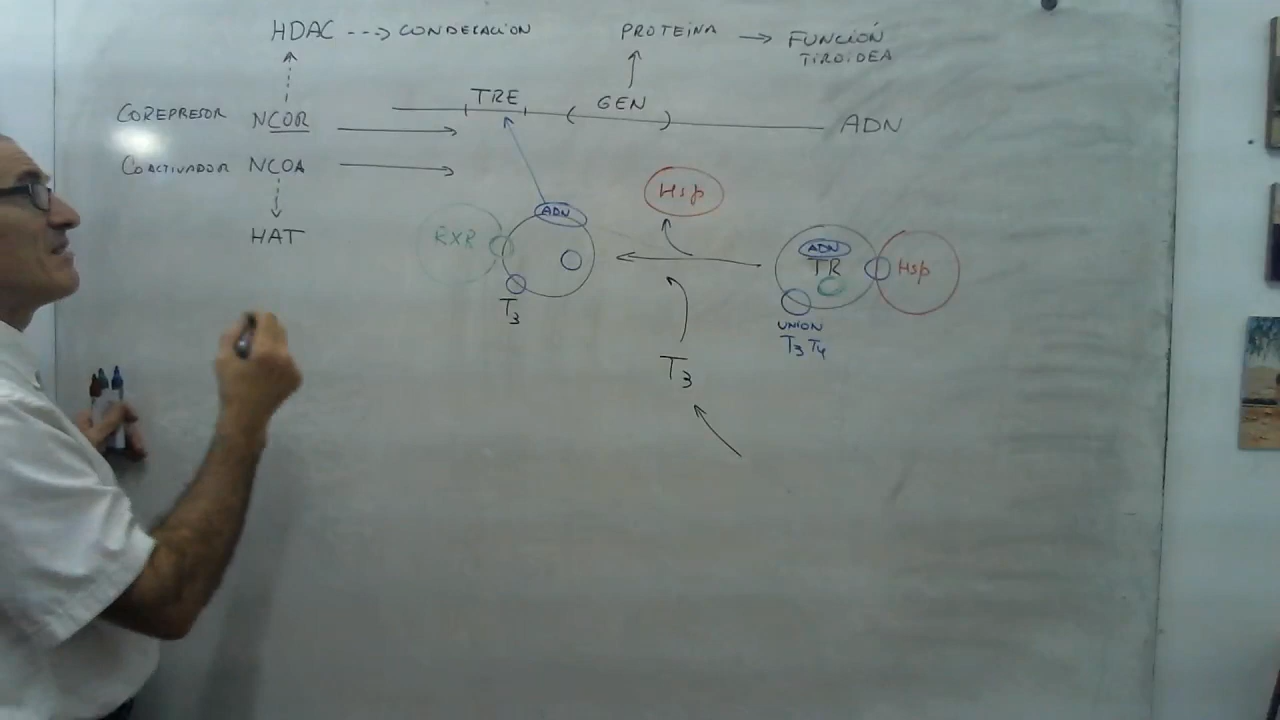 HDAC ---> CONDECACION
PROTEINA → FUNCIÓN
TIROIDEA
TRE
GEN
ADN
COREPRESOR NCOR
COACTIVADOR NCOA
HAT
RXR
ADN
T3
Hsp
T3
ADN
TR
Hsp
UNION
T3 T4